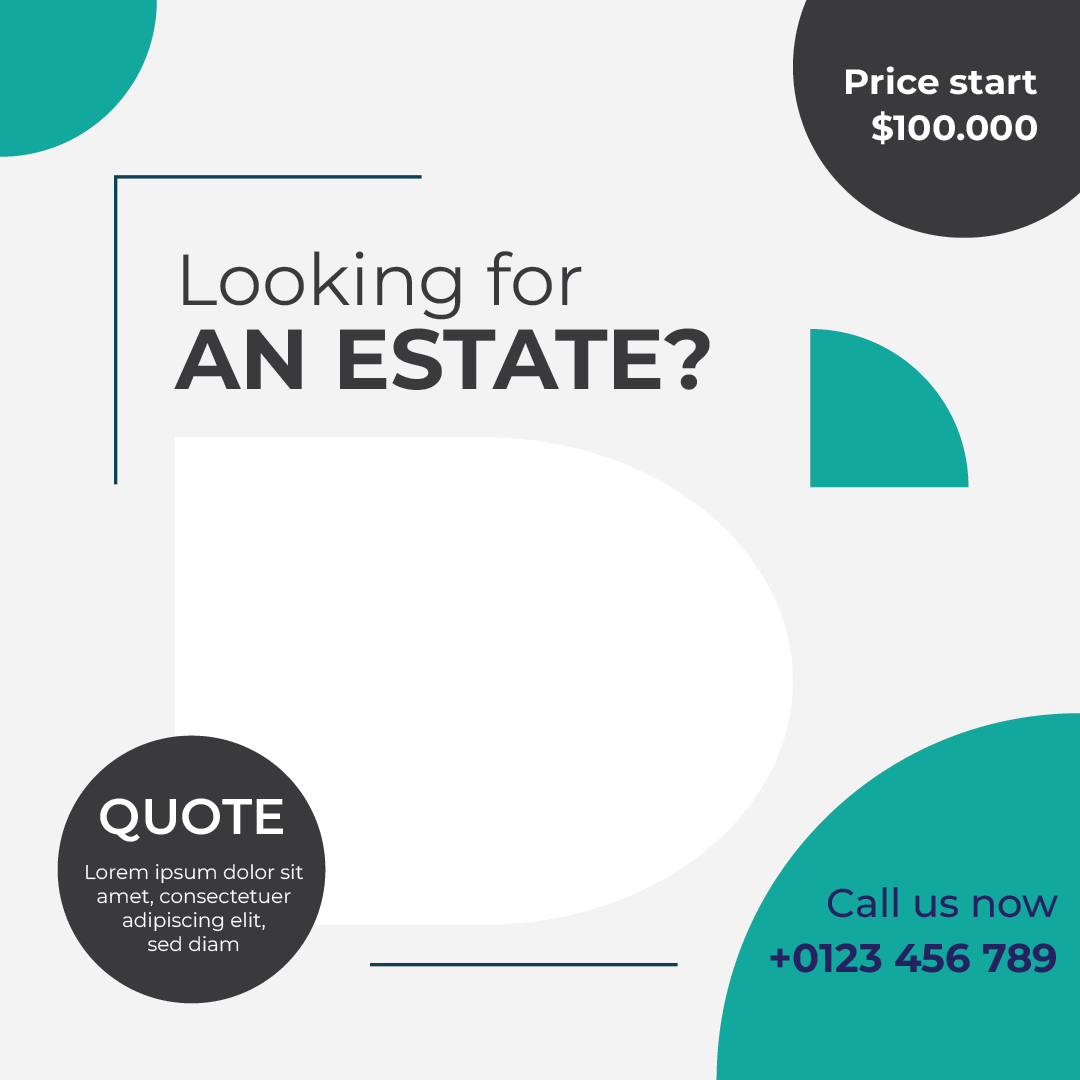 Price start
$100.000
Looking for
AN ESTATE?
QUOTE
Lorem ipsum dolor sit
amet, consectetuer
adipiscing elit,
sed diam
Call us now
+0123 456 789